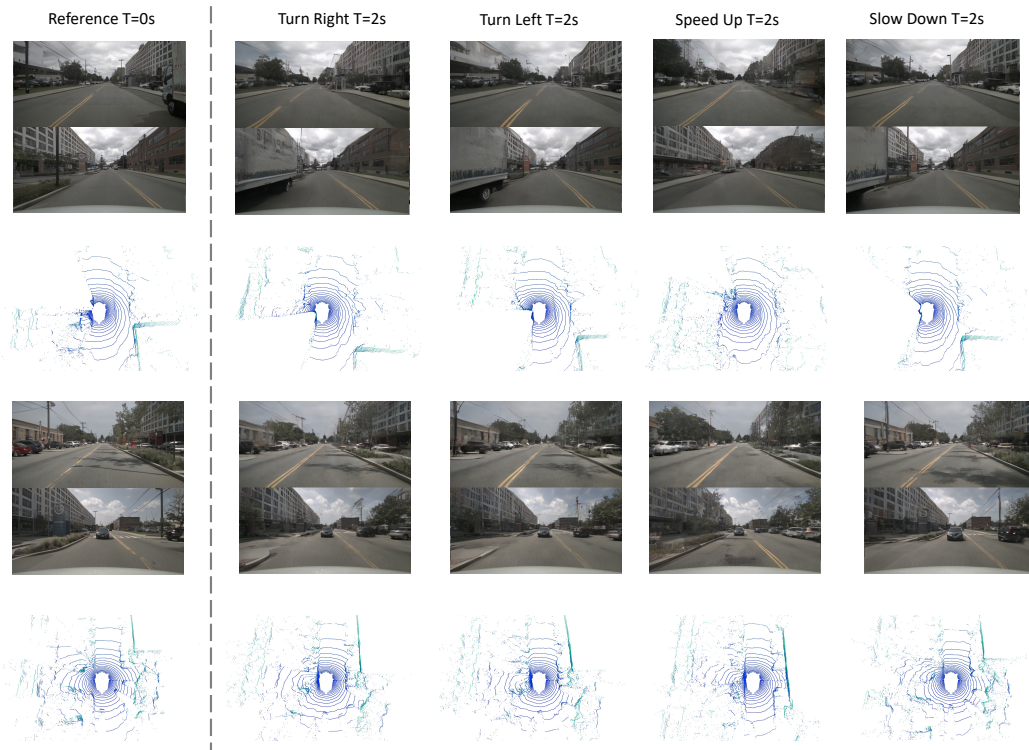 Reference T=0s
Turn Right T=2s
Turn Left T=2s
Speed Up T=2s
Slow Down T=2s